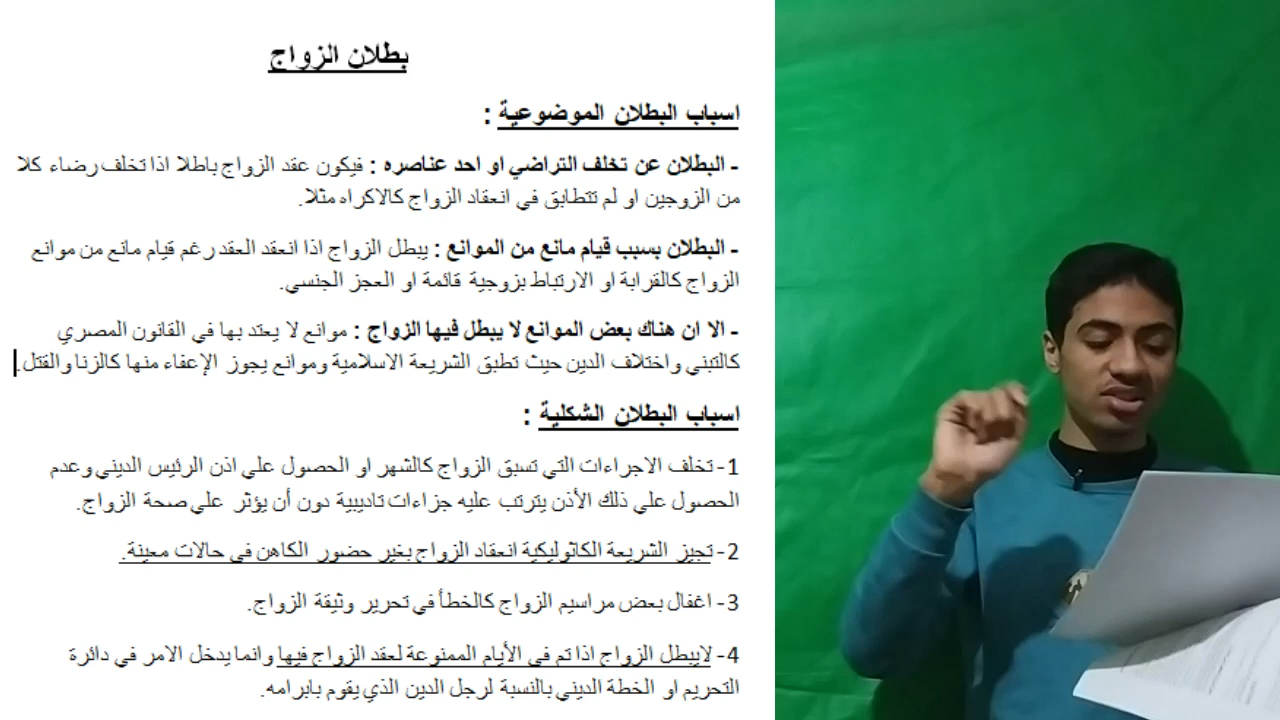 بطلان الزواج
اسباب البطلان الموضوعية :
- البطلان عن تخلف التراضي او احد عناصره : فيكون عقد الزواج باطلا اذا تخلف رضاء كلا
من الزوجين او لم تتطابق في انعقاد الزواج كالاكراه مثلا.
- البطلان بسبب قيام مانع من الموانع : يبطل الزواج اذا انعقد العقد رغم قيام مانع من موانع
الزواج كالقرابة او الارتباط بزوجية قائمة او العجز الجنسي.
- الا ان هناك بعض الموانع لا يبطل فيها الزواج : موانع لا يعتد بها في القانون المصري
كالتبني واختلاف الدين حيث تطبق الشريعة الاسلامية وموانع يجوز الإعفاء منها كالزنا والقتل.
اسباب البطلان الشكلية :
1- تخلف الاجراءات التي تسبق الزواج كالشهر او الحصول علي اذن الرئيس الديني وعدم
الحصول علي ذلك الأذن يترتب عليه جزاءات تاديبية دون أن يؤثر علي صحة الزواج.
2- تجيز الشريعة الكاثوليكية انعقاد الزواج بغير حضور الكاهن في حالات معينة.
3- اغفال بعض مراسيم الزواج كالخطأ في تحرير وثيقة الزواج.
4- لايبطل الزواج اذا تم في الأيام الممنوعة لعقد الزواج فيها وانما يدخل الامر في دائرة
التحريم او الخطة الديني بالنسبة لرجل الدين الذي يقوم بابرامه.